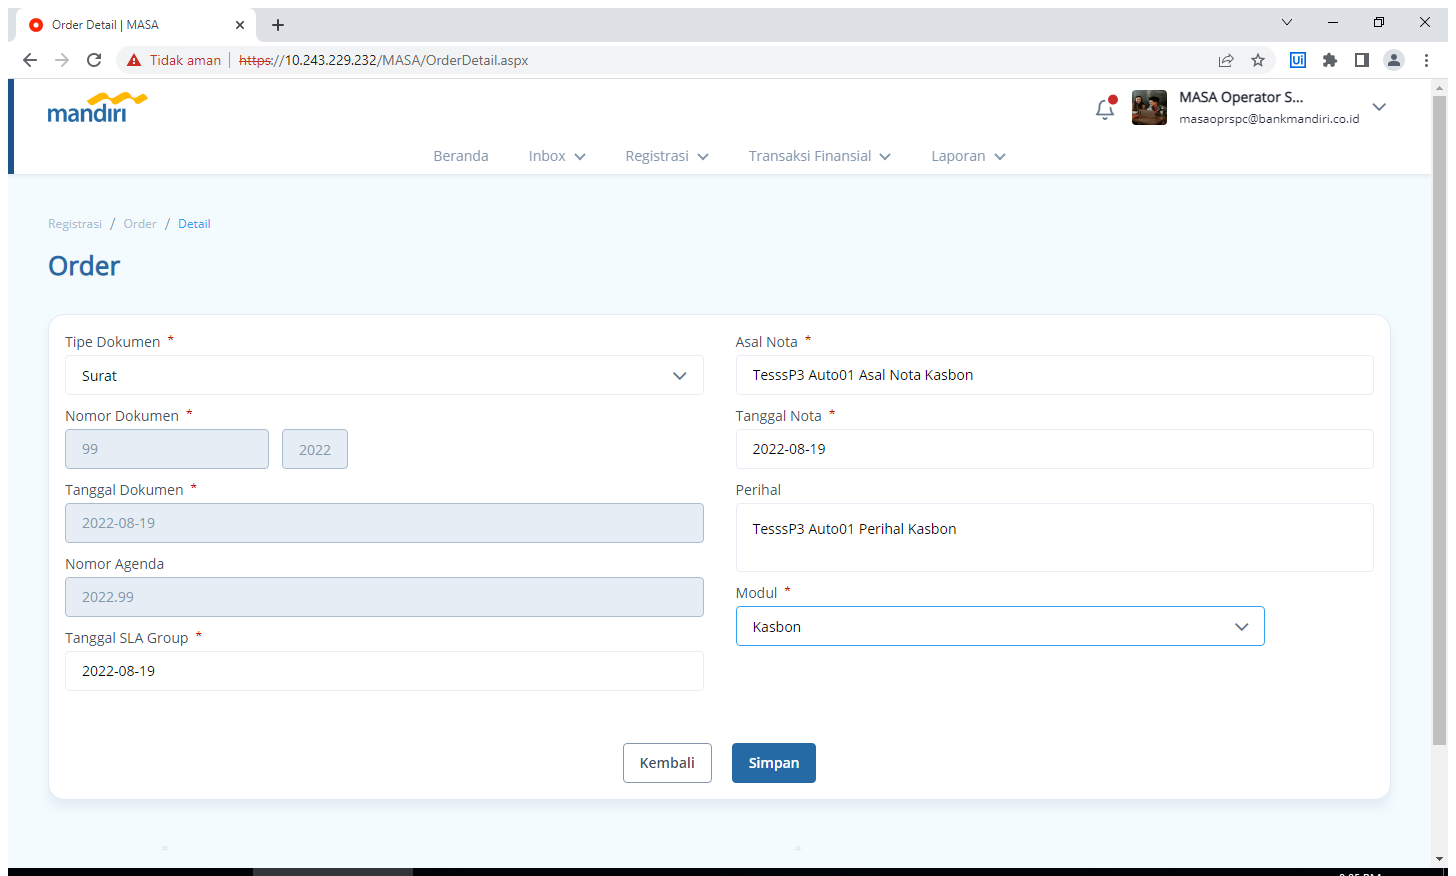 Order Detail | MASA
Tidak aman
https://10.243.229.232/MASA/OrderDetail.aspx
Ui
mandiri
MASA Operator S...
masaoprspc@bankmandiri.co.id
Beranda
Inbox
Registrasi
Transaksi Finansial
Laporan
Registrasi / Order / Detail
Order
Tipe Dokumen *
Surat
Nomor Dokumen *
99
2022
Tanggal Dokumen *
2022-08-19
Nomor Agenda
2022.99
Tanggal SLA Group *
2022-08-19
Asal Nota *
TesssP3 Auto01 Asal Nota Kasbon
Tanggal Nota *
2022-08-19
Perihal
TesssP3 Auto01 Perihal Kasbon
Modul *
Kasbon
Kembali
Simpan